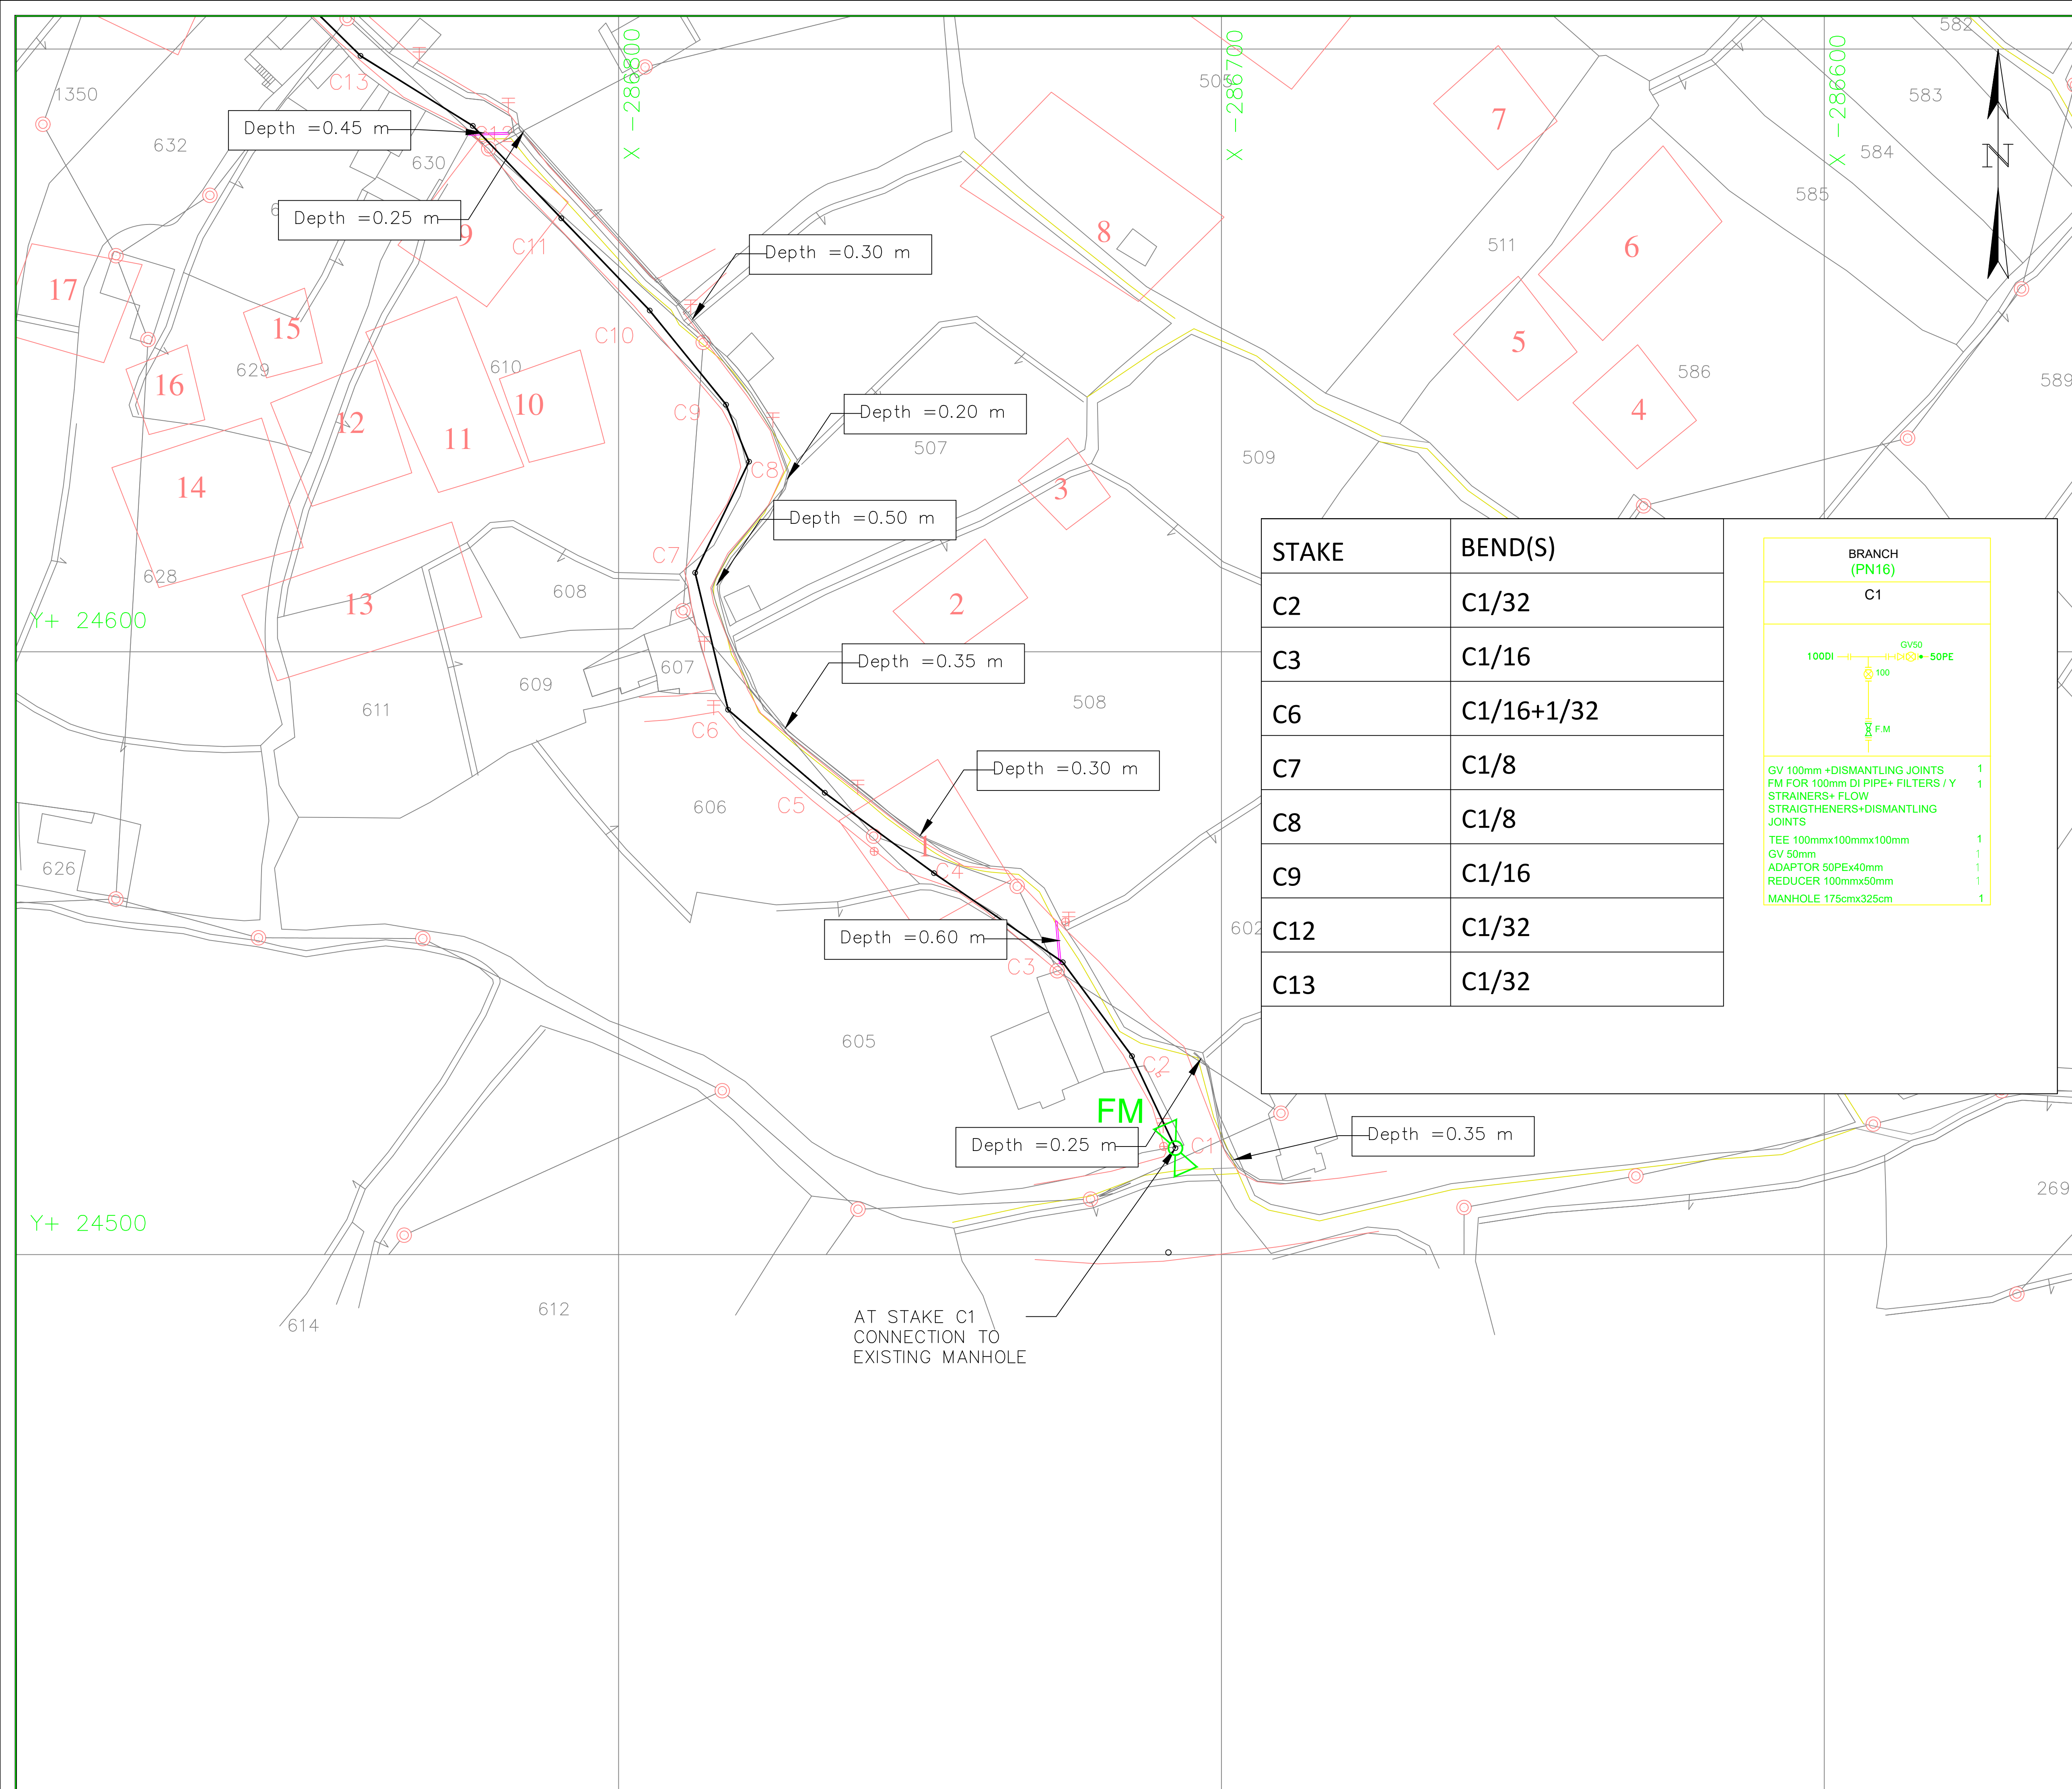 582
X -286800
X -286700
X -286600
C13
1350
505
583
7
Depth =0.45 m
632
630
584
N
585
Depth =0.25 m
9
C11
8
511
6
Depth =0.30 m
17
15
C10
5
629
16
610
10
586
589
4
12
C9
Depth =0.20 m
11
507
509
C8
14
3
Depth =0.50 m
C7
628
608
13
2
Y+ 24600
Depth =0.35 m
607
609
611
508
C6
Depth =0.30 m
C5
606
1
626
C4
Depth =0.60 m
602
C3
605
C2
FM
Depth =0.25 m
C1
Depth =0.35 m
269
Y+ 24500
612
614
AT STAKE C1
CONNECTION TO
EXISTING MANHOLE
STAKE BEND(S)
C2 C1/32
C3 C1/16
C6 C1/16+1/32
C7 C1/8
C8 C1/8
C9 C1/16
C12 C1/32
C13 C1/32
BRANCH
(PN16)
C1
GV50
100DI 50PE
100
F.M
GV 100mm +DISMANTLING JOINTS 1
FM FOR 100mm DI PIPE+ FILTERS / Y 1
STRAINERS+ FLOW
STRAIGTHENERS+DISMANTLING
JOINTS
TEE 100mmx100mmx100mm 1
GV 50mm 1
ADAPTOR 50PEx40mm 1
REDUCER 100mmx50mm 1
MANHOLE 175cmx325cm 1